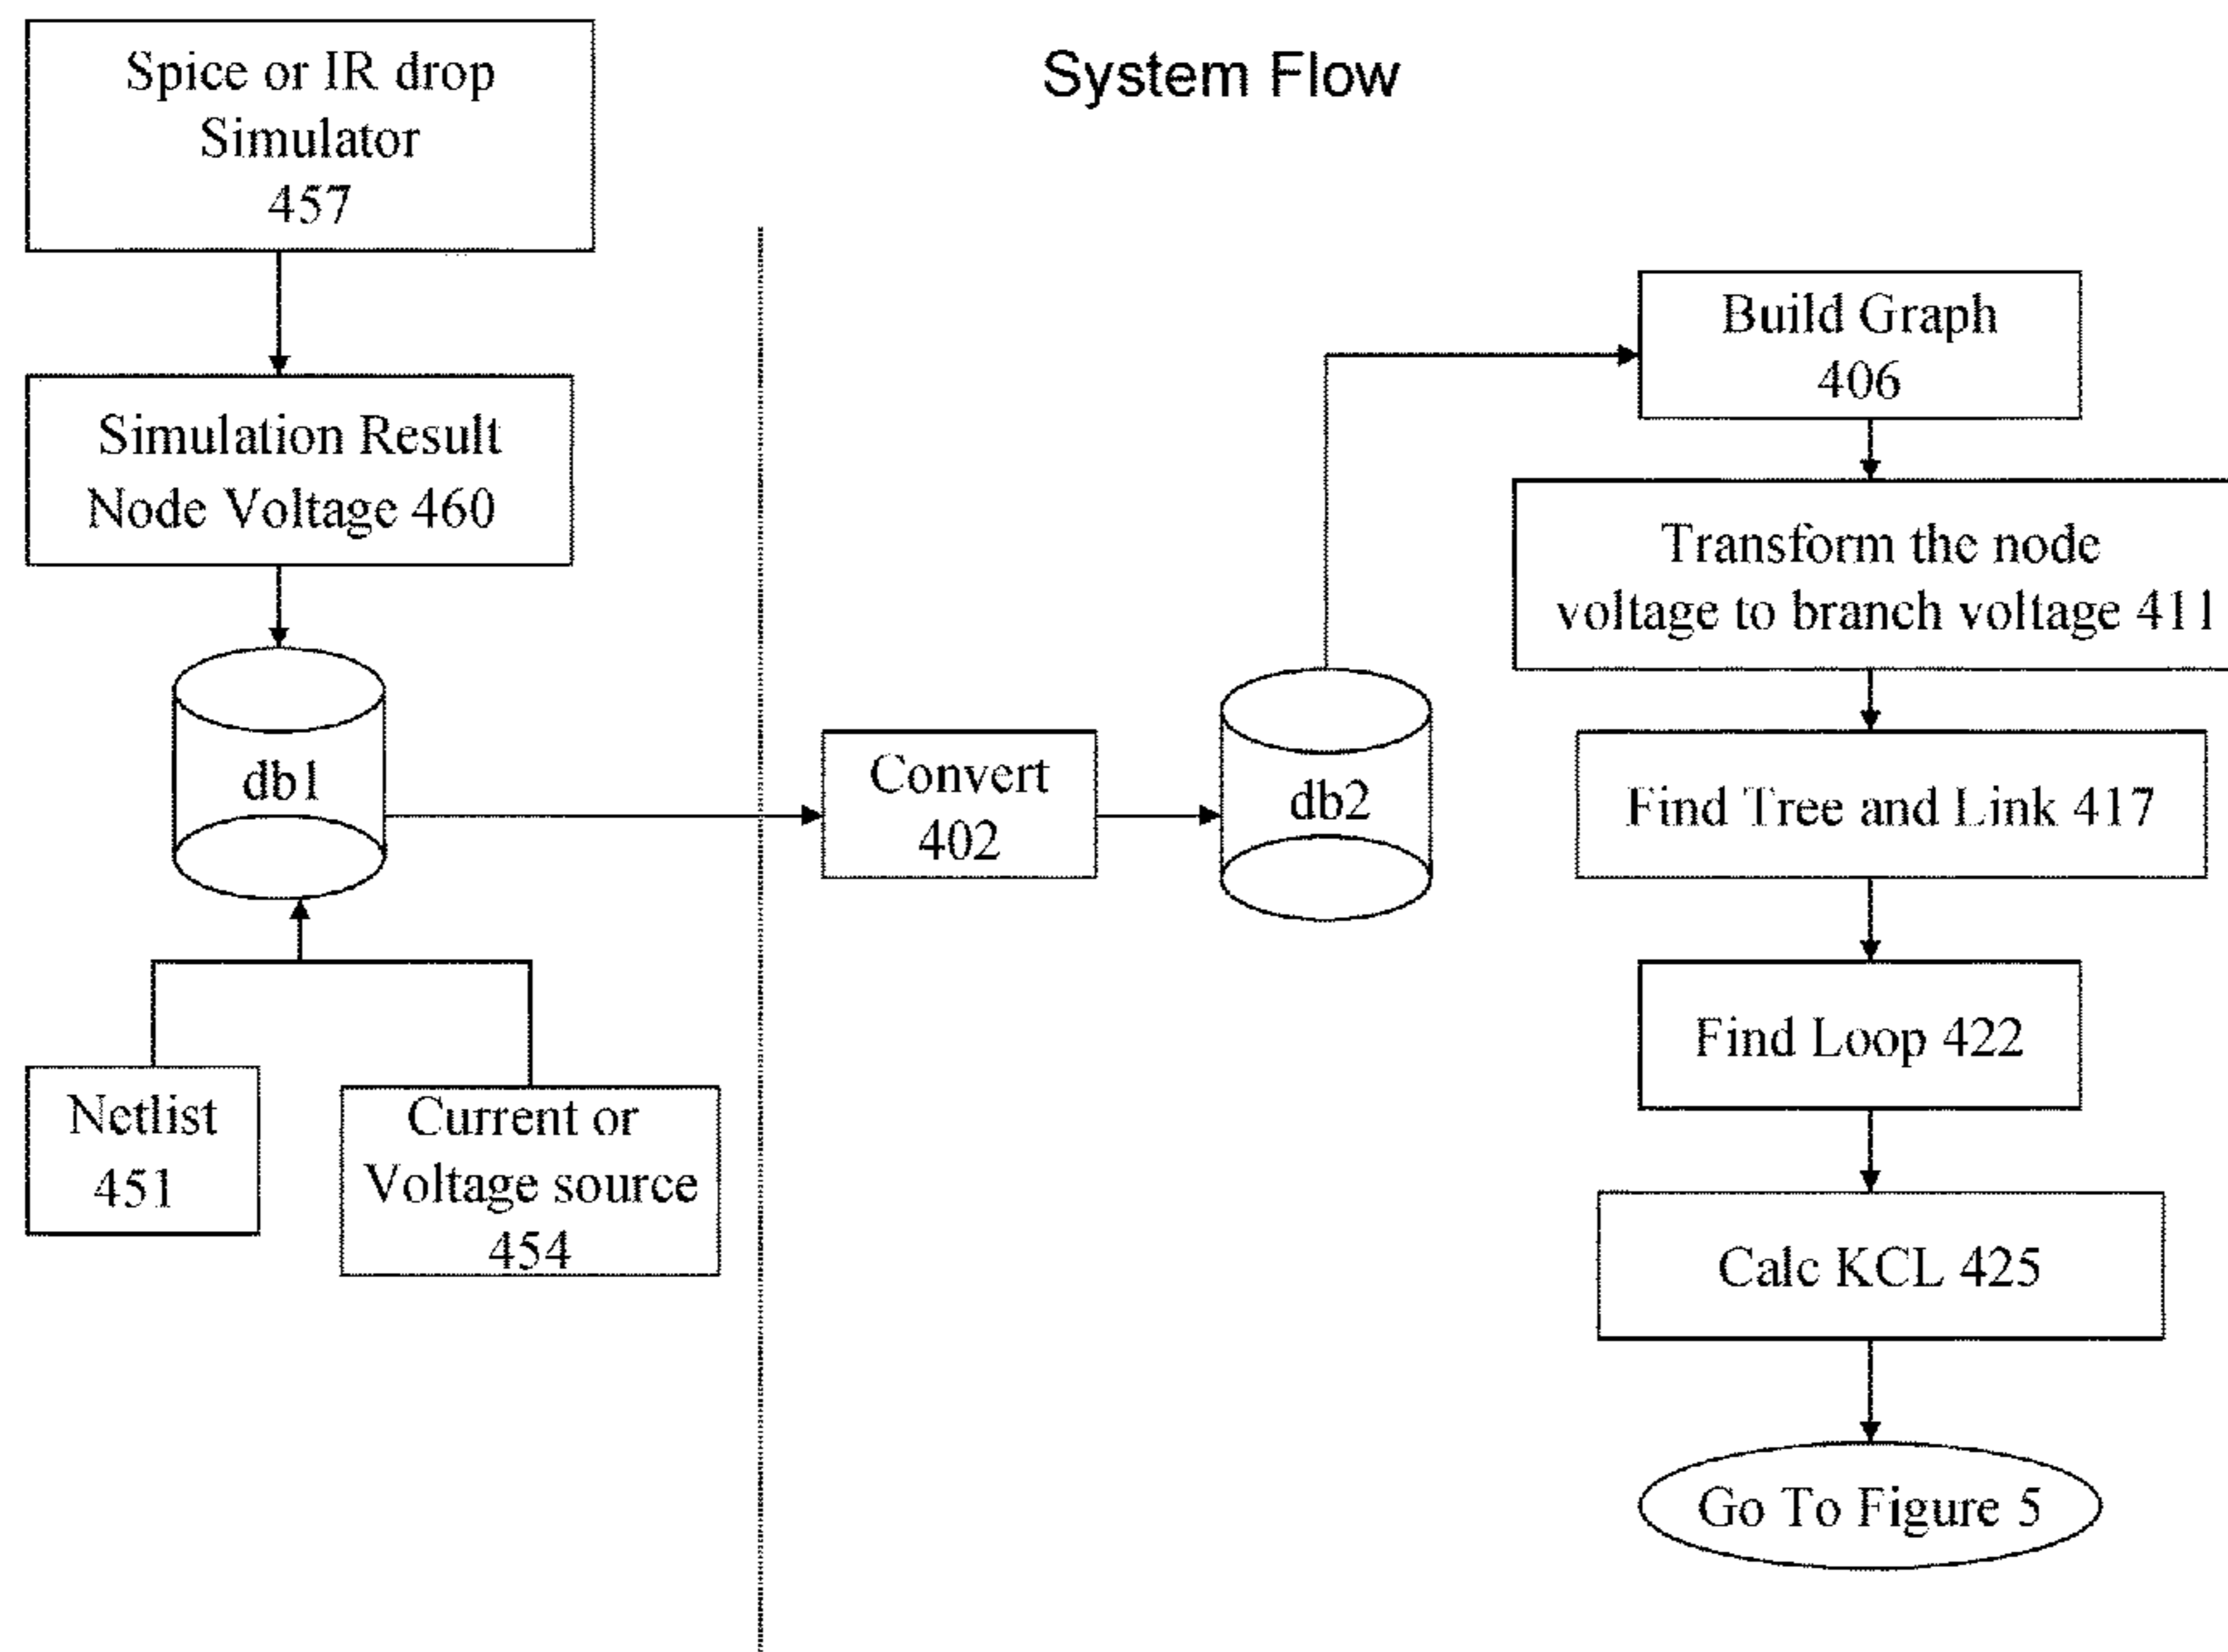 System Flow
Spice or IR drop
Simulator
457
Simulation Result
Node Voltage 460
db1
Netlist
451
Current or
Voltage source
454
Convert
402
db2
Build Graph
406
Transform the node
voltage to branch voltage 411
Find Tree and Link 417
Find Loop 422
Calc KCL 425
Go To Figure 5